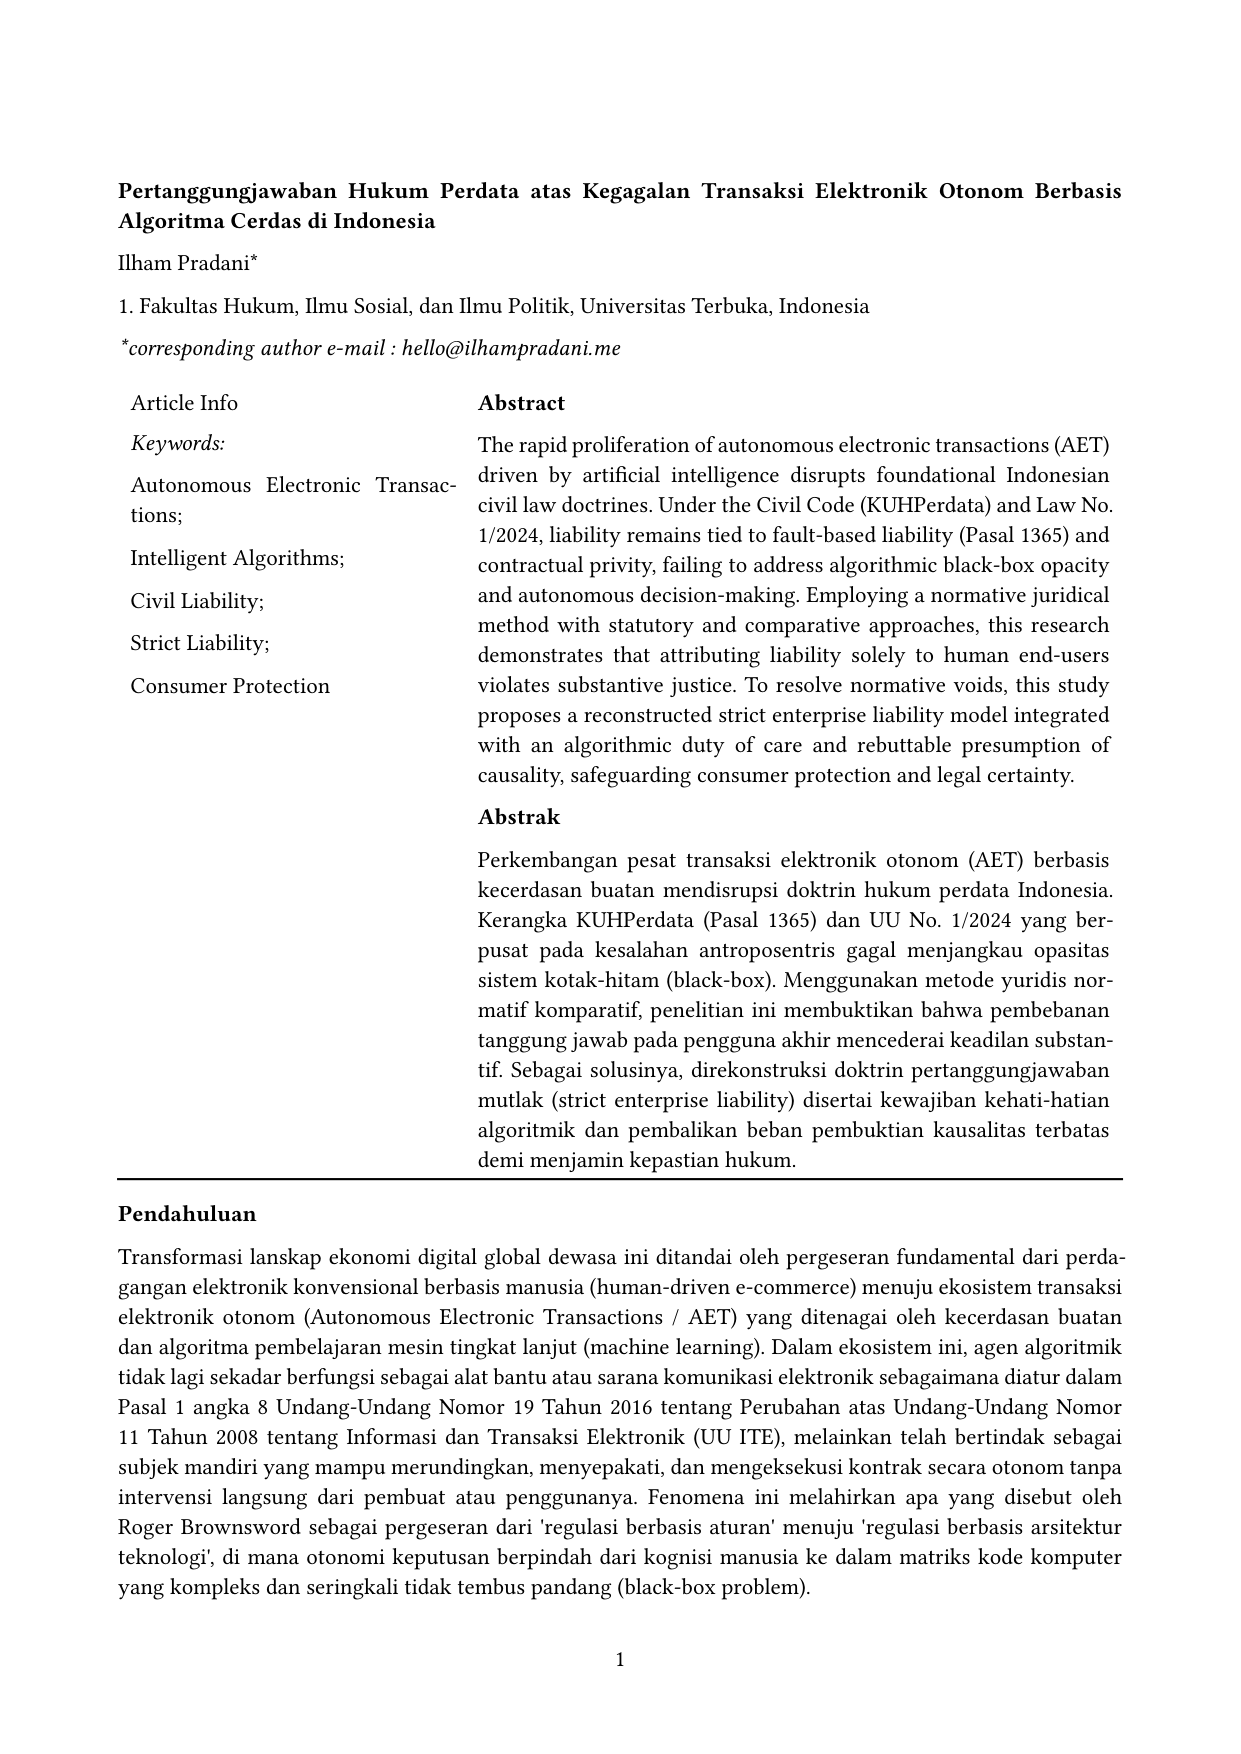 Pertanggungjawaban Hukum Perdata atas Kegagalan Transaksi Elektronik Otonom Berbasis
Algoritma Cerdas di Indonesia
Ilham Pradani*
1. Fakultas Hukum, Ilmu Sosial, dan Ilmu Politik, Universitas Terbuka, Indonesia
*corresponding author e-mail : hello@ilhampradani.me
Article Info
Keywords:
Autonomous Electronic Transac-
tions;
Intelligent Algorithms;
Civil Liability;
Strict Liability;
Consumer Protection
Abstract
The rapid proliferation of autonomous electronic transactions (AET)
driven by artificial intelligence disrupts foundational Indonesian
civil law doctrines. Under the Civil Code (KUHPerdata) and Law No.
1/2024, liability remains tied to fault-based liability (Pasal 1365) and
contractual privity, failing to address algorithmic black-box opacity
and autonomous decision-making. Employing a normative juridical
method with statutory and comparative approaches, this research
demonstrates that attributing liability solely to human end-users
violates substantive justice. To resolve normative voids, this study
proposes a reconstructed strict enterprise liability model integrated
with an algorithmic duty of care and rebuttable presumption of
causality, safeguarding consumer protection and legal certainty.
Abstrak
Perkembangan pesat transaksi elektronik otonom (AET) berbasis
kecerdasan buatan mendisrupsi doktrin hukum perdata Indonesia.
Kerangka KUHPerdata (Pasal 1365) dan UU No. 1/2024 yang ber-
pusat pada kesalahan antroposentris gagal menjangkau opasitas
sistem kotak-hitam (black-box). Menggunakan metode yuridis nor-
matif komparatif, penelitian ini membuktikan bahwa pembebanan
tanggung jawab pada pengguna akhir mencederai keadilan substan-
tif. Sebagai solusinya, direkonstruksi doktrin pertanggungjawaban
mutlak (strict enterprise liability) disertai kewajiban kehati-hatian
algoritmik dan pembalikan beban pembuktian kausalitas terbatas
demi menjamin kepastian hukum.
Pendahuluan
Transformasi lanskap ekonomi digital global dewasa ini ditandai oleh pergeseran fundamental dari perda-
gangan elektronik konvensional berbasis manusia (human-driven e-commerce) menuju ekosistem transaksi
elektronik otonom (Autonomous Electronic Transactions / AET) yang ditenagai oleh kecerdasan buatan
dan algoritma pembelajaran mesin tingkat lanjut (machine learning). Dalam ekosistem ini, agen algoritmik
tidak lagi sekadar berfungsi sebagai alat bantu atau sarana komunikasi elektronik sebagaimana diatur dalam
Pasal 1 angka 8 Undang-Undang Nomor 19 Tahun 2016 tentang Perubahan atas Undang-Undang Nomor
11 Tahun 2008 tentang Informasi dan Transaksi Elektronik (UU ITE), melainkan telah bertindak sebagai
subjek mandiri yang mampu merundingkan, menyepakati, dan mengeksekusi kontrak secara otonom tanpa
intervensi langsung dari pembuat atau penggunanya. Fenomena ini melahirkan apa yang disebut oleh
Roger Brownsword sebagai pergeseran dari 'regulasi berbasis aturan' menuju 'regulasi berbasis arsitektur
teknologi', di mana otonomi keputusan berpindah dari kognisi manusia ke dalam matriks kode komputer
yang kompleks dan seringkali tidak tembus pandang (black-box problem).
1